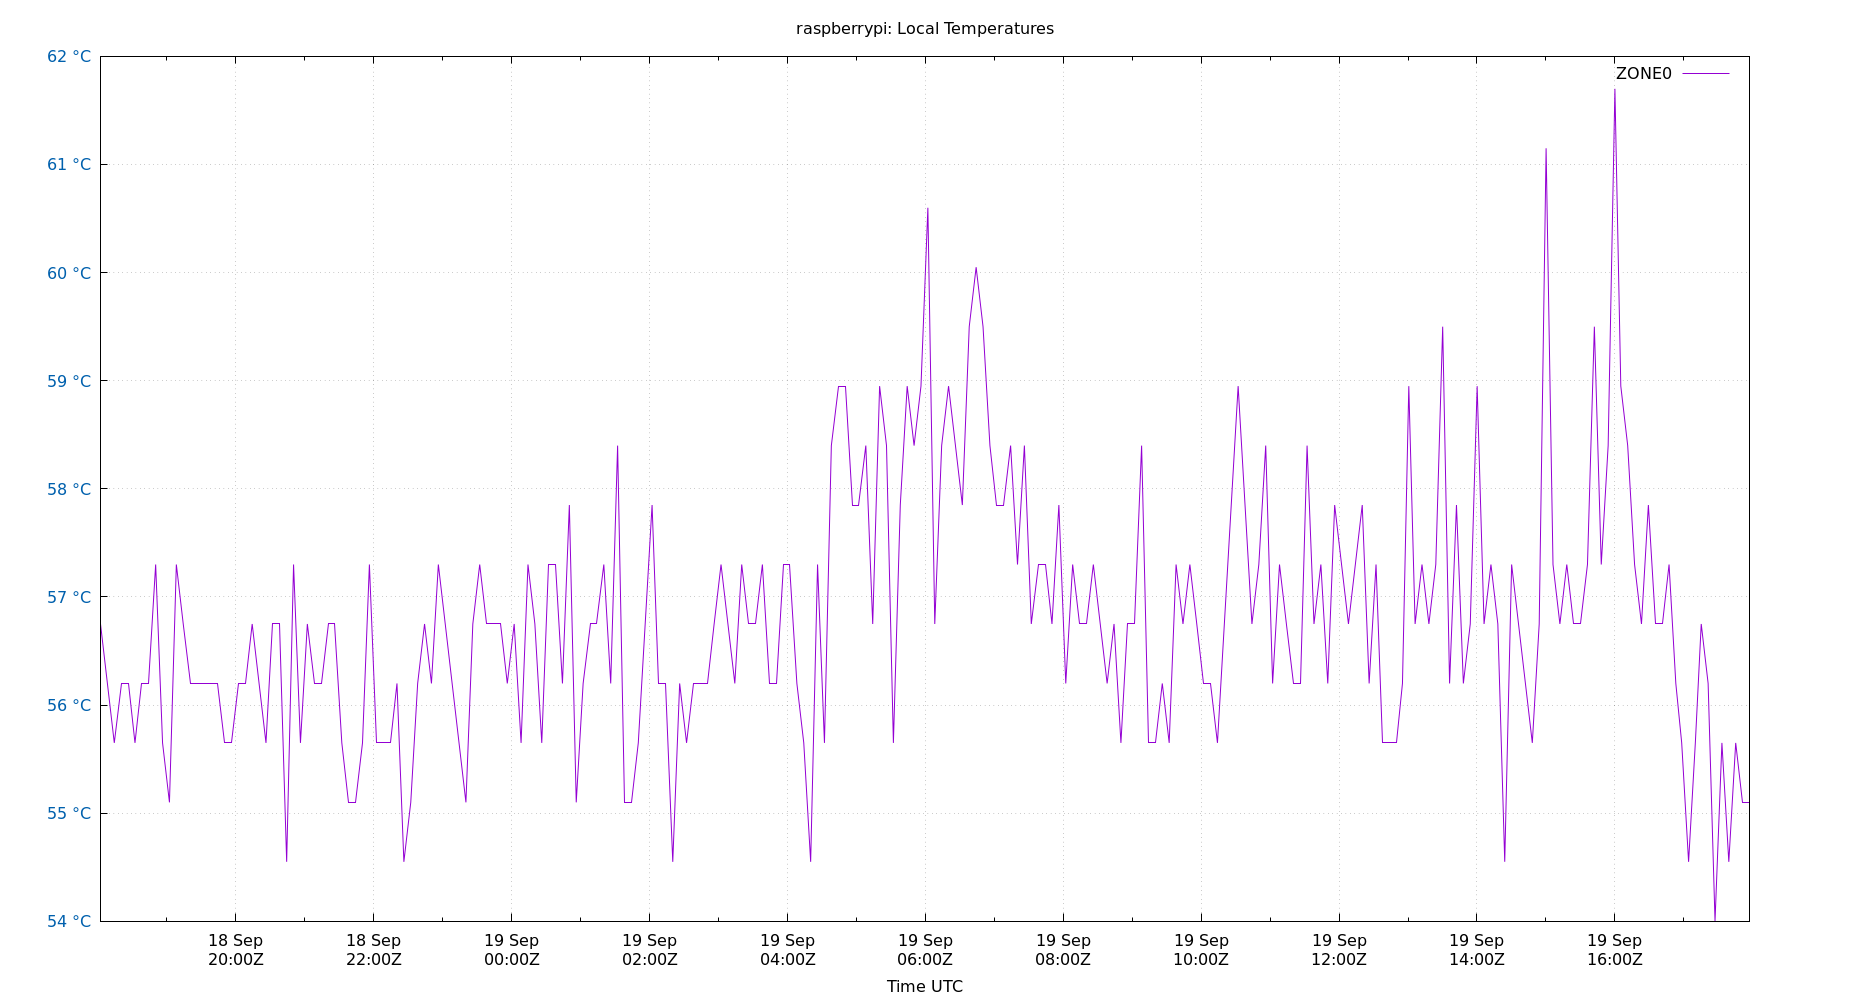 raspberrypi: Local Temperatures
62 °C
61 °C
60 °C
59 °C
58 °C
57 °C
56 °C
55 °C
54 °C
ZONE0
18 Sep 18 Sep 19 Sep 19 Sep 19 Sep 19 Sep 19 Sep 19 Sep 19 Sep 19 Sep 19 Sep
20:00Z 22:00Z 00:00Z 02:00Z 04:00Z 06:00Z 08:00Z 10:00Z 12:00Z 14:00Z 16:00Z
Time UTC